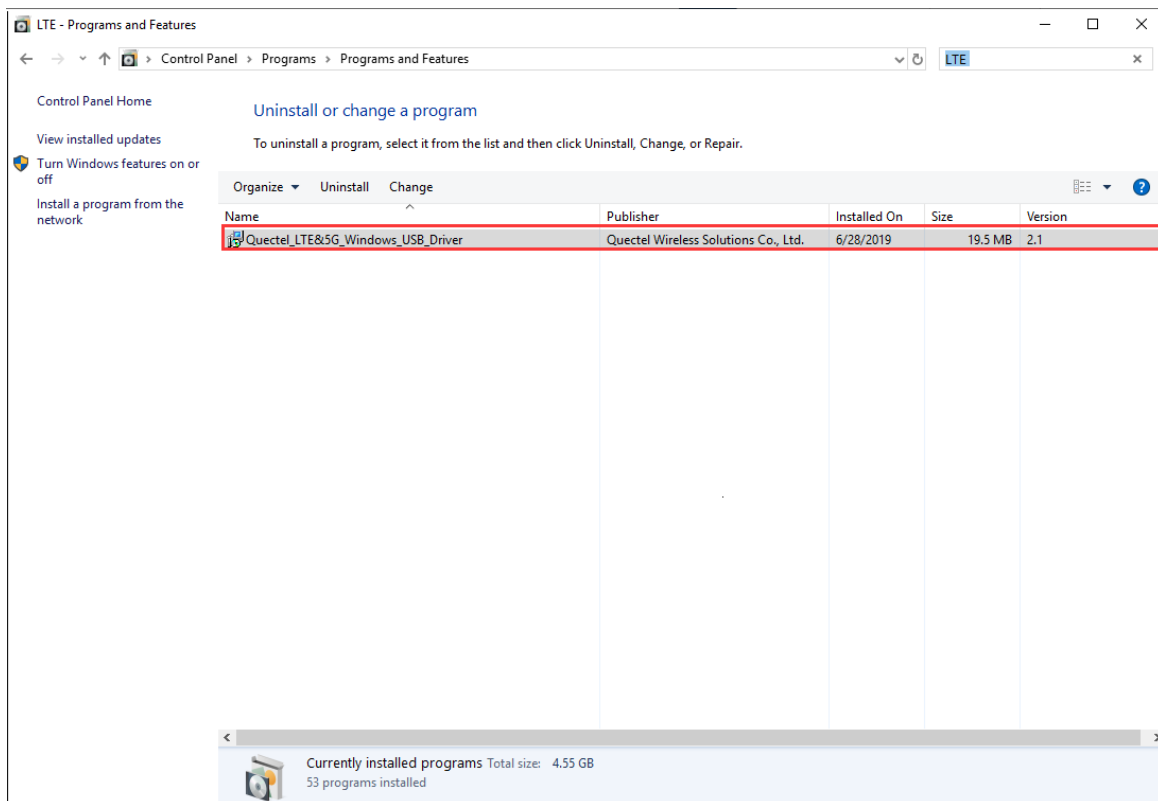 LTE - Programs and Features
Control Panel > Programs > Programs and Features
LTE
Control Panel Home
View installed updates
Turn Windows features on or
off
Install a program from the
network
Uninstall or change a program
To uninstall a program, select it from the list and then click Uninstall, Change, or Repair.
Organize Uninstall Change
Name Publisher Installed On Size Version
Quectel_LTE&5G_Windows_USB_Driver Quectel Wireless Solutions Co., Ltd. 6/28/2019 19.5 MB 2.1
Currently installed programs Total size: 4.55 GB
53 programs installed